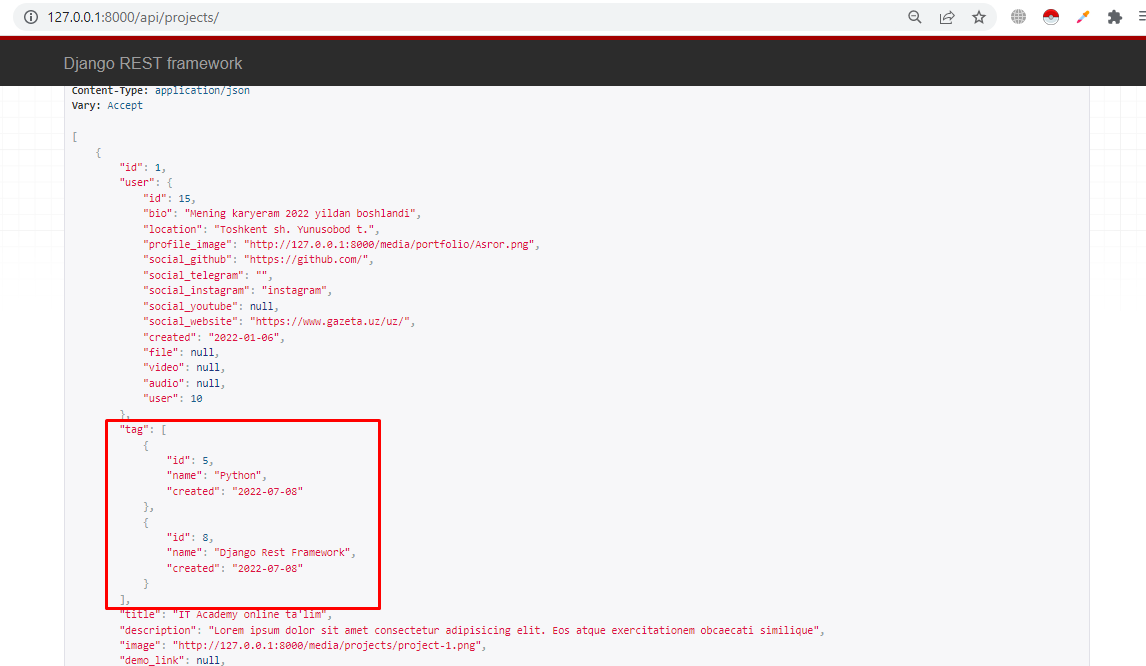 127.0.0.1:8000/api/projects/
Django REST framework
Content-Type: application/json
Vary: Accept
[
{
"id": 1,
"user": {
"id": 15,
"bio": "Mening karyeram 2022 yildan boshlandi",
"location": "Toshkent sh. Yunusobod t.",
"profile_image": "http://127.0.0.1:8000/media/portfolio/Asror.png",
"social_github": "https://github.com/",
"social_telegram": "",
"social_instagram": "instagram",
"social_youtube": null,
"social_website": "https://www.gazeta.uz/uz/",
"created": "2022-01-06",
"file": null,
"video": null,
"audio": null,
"user": 10
},
"tag": [
{
"id": 5,
"name": "Python",
"created": "2022-07-08"
},
{
"id": 8,
"name": "Django Rest Framework",
"created": "2022-07-08"
}
],
"title": "IT Academy online ta'lim",
"description": "Lorem ipsum dolor sit amet consectetur adipisicing elit. Eos atque exercitationem obcaecati similique",
"image": "http://127.0.0.1:8000/media/projects/project-1.png",
"demo_link": null,